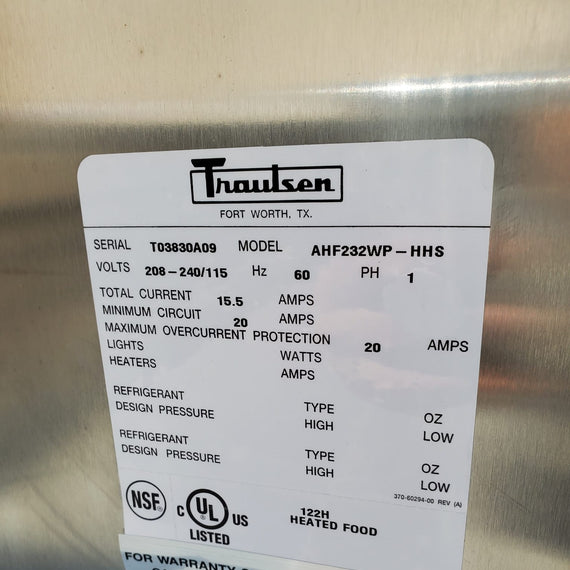 Traulsen
FORT WORTH, TX.
SERIAL T03830A09 MODEL AHF232WP-HHS
VOLTS 208-240/115 Hz 60 PH 1
TOTAL CURRENT 15.5 AMPS
MINIMUM CIRCUIT 20 AMPS
MAXIMUM OVERCURRENT PROTECTION 20 AMPS
LIGHTS WATTS
HEATERS AMPS
REFRIGERANT TYPE OZ
DESIGN PRESSURE HIGH LOW
REFRIGERANT TYPE OZ
DESIGN PRESSURE HIGH LOW
370-60294-00 REV (A)
NSF®
C UL US ®
LISTED
122H
HEATED FOOD
FOR WARRANTY